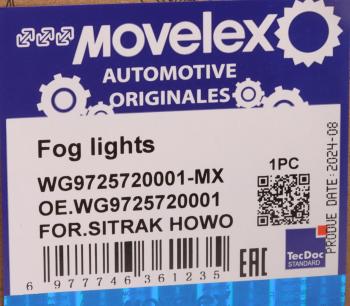 Movelex
AUTOMOTIVE
ORIGINALES
Fog lights
WG9725720001-MX
OE.WG9725720001
FOR.SITRAK HOWO
1PC
6 977746 361235
EAC
TecDoc
STANDARD
PRODUE DATE: 2024-08